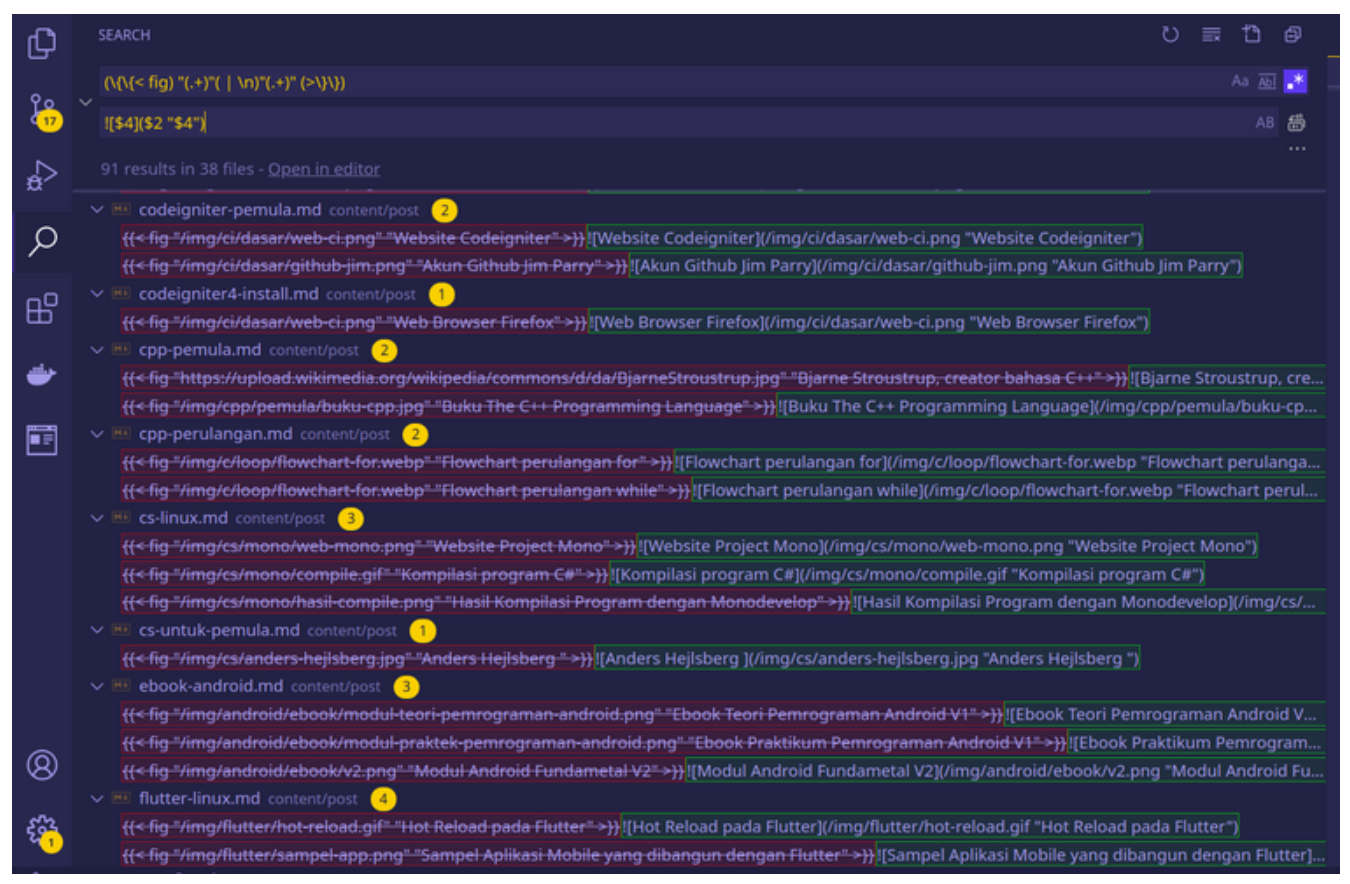 SEARCH
(\{\{< fig) "(.+)"( | \n)"(.+)" (>\}\})
Aa Abl .*
![$4]($2 "$4")
AB
17
91 results in 38 files - Open in editor
codeigniter-pemula.md content/post 2
{{< fig "/img/ci/dasar/web-ci.png" "Website Codeigniter" >}}![Website Codeigniter](/img/ci/dasar/web-ci.png "Website Codeigniter")
{{< fig "/img/ci/dasar/github-jim.png" "Akun Github Jim Parry" >}}![Akun Github Jim Parry](/img/ci/dasar/github-jim.png "Akun Github Jim Parry")
codeigniter4-install.md content/post 1
{{< fig "/img/ci/dasar/web-ci.png" "Web Browser Firefox" >}}![Web Browser Firefox](/img/ci/dasar/web-ci.png "Web Browser Firefox")
cpp-pemula.md content/post 2
{{< fig "https://upload.wikimedia.org/wikipedia/commons/d/da/BjarneStroustrup.jpg" "Bjarne Stroustrup, creator bahasa C++" >}}![Bjarne Stroustrup, cre...
{{< fig "/img/cpp/pemula/buku-cpp.jpg" "Buku The C++ Programming Language" >}}![Buku The C++ Programming Language](/img/cpp/pemula/buku-cp...
cpp-perulangan.md content/post 2
{{< fig "/img/c/loop/flowchart-for.webp" "Flowchart perulangan for" >}}![Flowchart perulangan for](/img/c/loop/flowchart-for.webp "Flowchart perulanga...
{{< fig "/img/c/loop/flowchart-for.webp" "Flowchart perulangan while" >}}![Flowchart perulangan while](/img/c/loop/flowchart-for.webp "Flowchart perul...
cs-linux.md content/post 3
{{< fig "/img/cs/mono/web-mono.png" "Website Project Mono" >}}![Website Project Mono](/img/cs/mono/web-mono.png "Website Project Mono")
{{< fig "/img/cs/mono/compile.gif" "Kompilasi program C#" >}}![Kompilasi program C#](/img/cs/mono/compile.gif "Kompilasi program C#")
{{< fig "/img/cs/mono/hasil-compile.png" "Hasil Kompilasi Program dengan Monodevelop" >}}![Hasil Kompilasi Program dengan Monodevelop](/img/cs/...
cs-untuk-pemula.md content/post 1
{{< fig "/img/cs/anders-hejlsberg.jpg" "Anders Hejlsberg " >}}![Anders Hejlsberg ](/img/cs/anders-hejlsberg.jpg "Anders Hejlsberg ")
ebook-android.md content/post 3
{{< fig "/img/android/ebook/modul-teori-pemrograman-android.png" "Ebook Teori Pemrograman Android V1" >}}![Ebook Teori Pemrograman Android V...
{{< fig "/img/android/ebook/modul-praktek-pemrograman-android.png" "Ebook Praktikum Pemrograman Android V1" >}}![Ebook Praktikum Pemrogram...
{{< fig "/img/android/ebook/v2.png" "Modul Android Fundametal V2" >}}![Modul Android Fundametal V2](/img/android/ebook/v2.png "Modul Android Fu...
flutter-linux.md content/post 4
{{< fig "/img/flutter/hot-reload.gif" "Hot Reload pada Flutter" >}}![Hot Reload pada Flutter](/img/flutter/hot-reload.gif "Hot Reload pada Flutter")
1
{{< fig "/img/flutter/sampel-app.png" "Sampel Aplikasi Mobile yang dibangun dengan Flutter" >}}![Sampel Aplikasi Mobile yang dibangun dengan Flutter]...